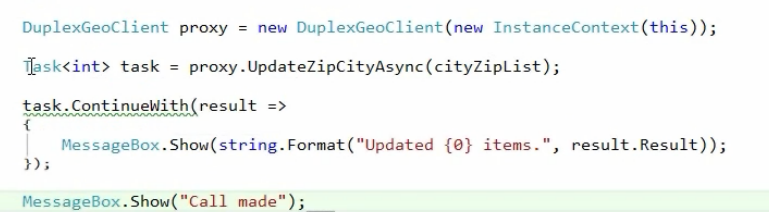 DuplexGeoClient proxy = new DuplexGeoClient(new InstanceContext(this));
Task<int> task = proxy.UpdateZipCityAsync(cityZipList);
task.ContinueWith(result =>
{
    MessageBox.Show(string.Format("Updated {0} items.", result.Result));
});
MessageBox.Show("Call made");